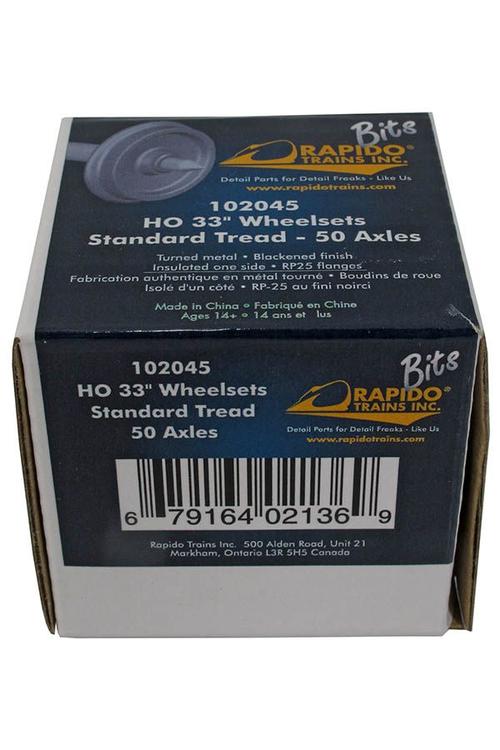 Bits
RAPIDO®
TRAINS INC.
Detail Parts for Detail Freaks - Like Us
www.rapidotrains.com
102045
HO 33" Wheelsets
Standard Tread - 50 Axles
Turned metal • Blackened finish
Insulated one side • RP25 flanges
Fabrication authentique en métal tourné • Boudins de roue
Isolé d'un côté • RP-25 au fini noirci
Made in China • Fabriqué en Chine
Ages 14+ • 14 ans et lus
102045
HO 33" Wheelsets
Standard Tread
50 Axles
Bits
RAPIDO®
TRAINS INC.
Detail Parts for Detail Freaks - Like Us
www.rapidotrains.com
6 79164 02136 9
Rapido Trains Inc. 500 Alden Road, Unit 21
Markham, Ontario L3R 5H5 Canada